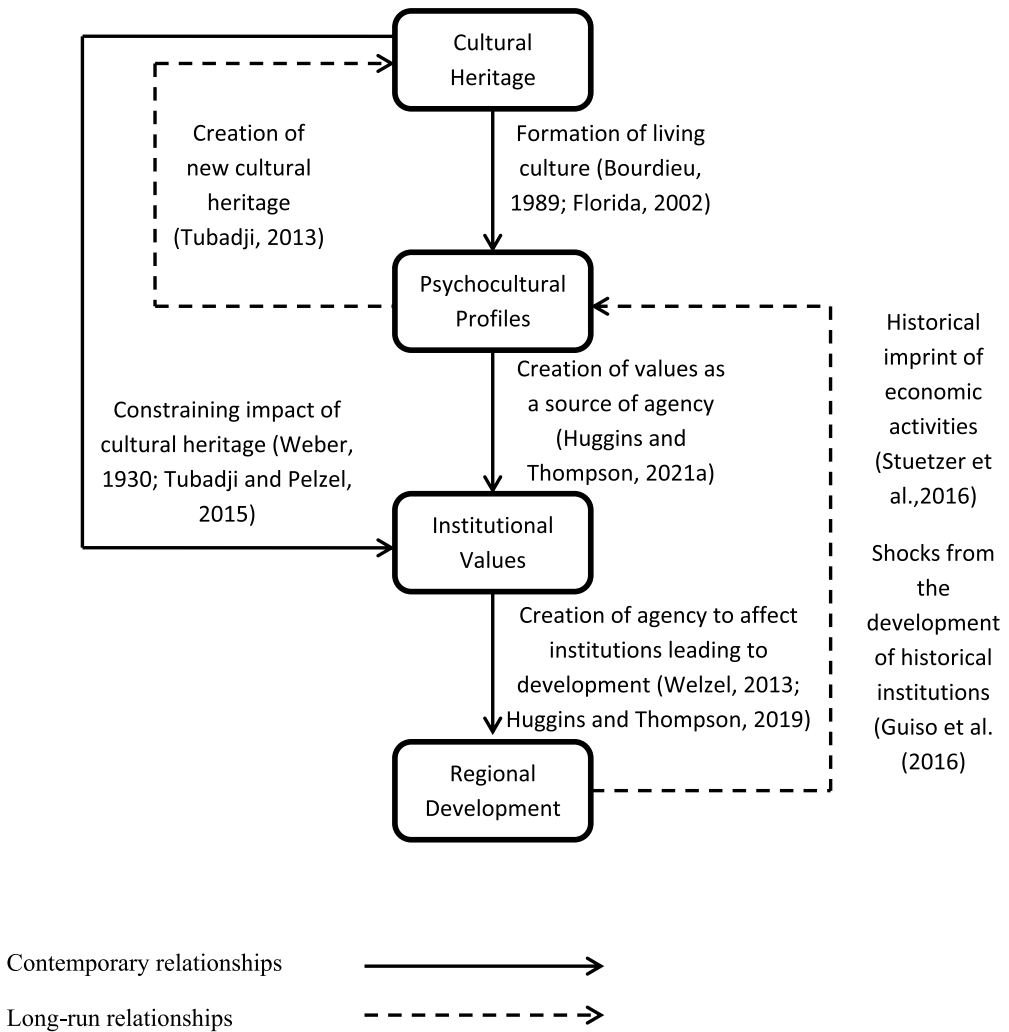 Cultural
Heritage
Creation of
new cultural
heritage
(Tubadji, 2013)
Formation of living
culture (Bourdieu,
1989; Florida, 2002)
Psychocultural
Profiles
Historical
imprint of
economic
activities
(Stuetzer et
al.,2016)
Creation of values as
a source of agency
(Huggins and
Thompson, 2021a)
Constraining impact of
cultural heritage (Weber,
1930; Tubadji and Pelzel,
2015)
Institutional
Values
Shocks from
the
development
of historical
institutions
(Guiso et al.
(2016)
Creation of agency to affect
institutions leading to
development (Welzel, 2013;
Huggins and Thompson, 2019)
Regional
Development
Contemporary relationships
Long-run relationships